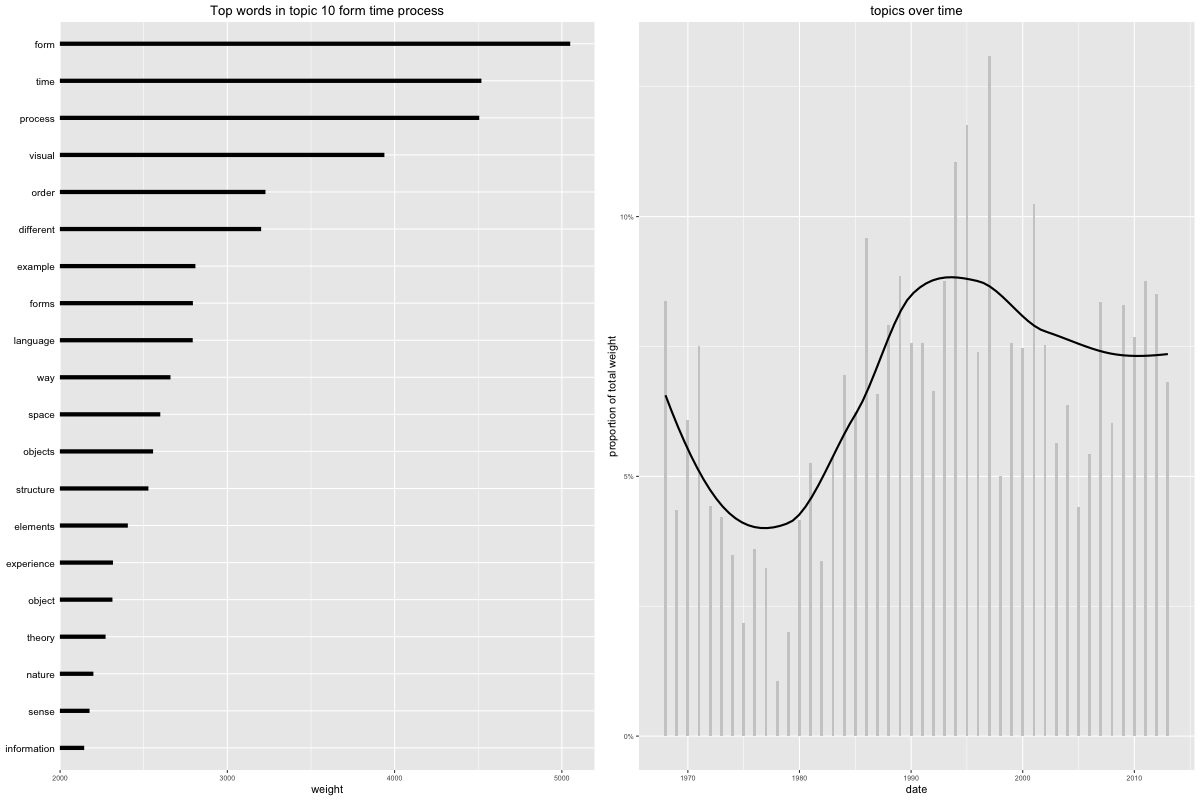 Top words in topic 10 form time process
form
time
process
visual
order
different
example
forms
language
way
space
objects
structure
elements
experience
object
theory
nature
sense
information
2000 3000 4000 5000
weight
topics over time
proportion of total weight
10%
5%
0%
1970 1980 1990 2000 2010
date